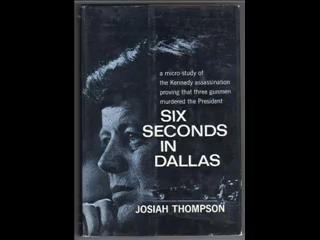 a micro-study of
the Kennedy assassination
proving that three gunmen
murdered the President
SIX
SECONDS
IN
DALLAS
JOSIAH THOMPSON